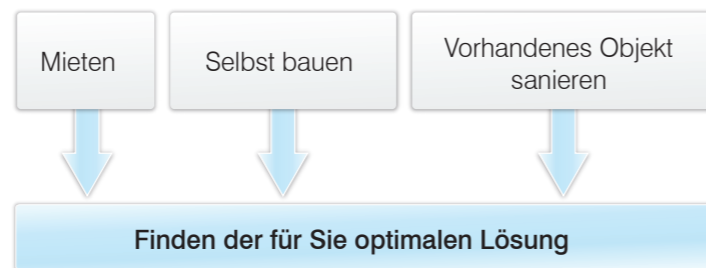 Mieten
Selbst bauen
Vorhandenes Objekt
sanieren
Finden der für Sie optimalen Lösung